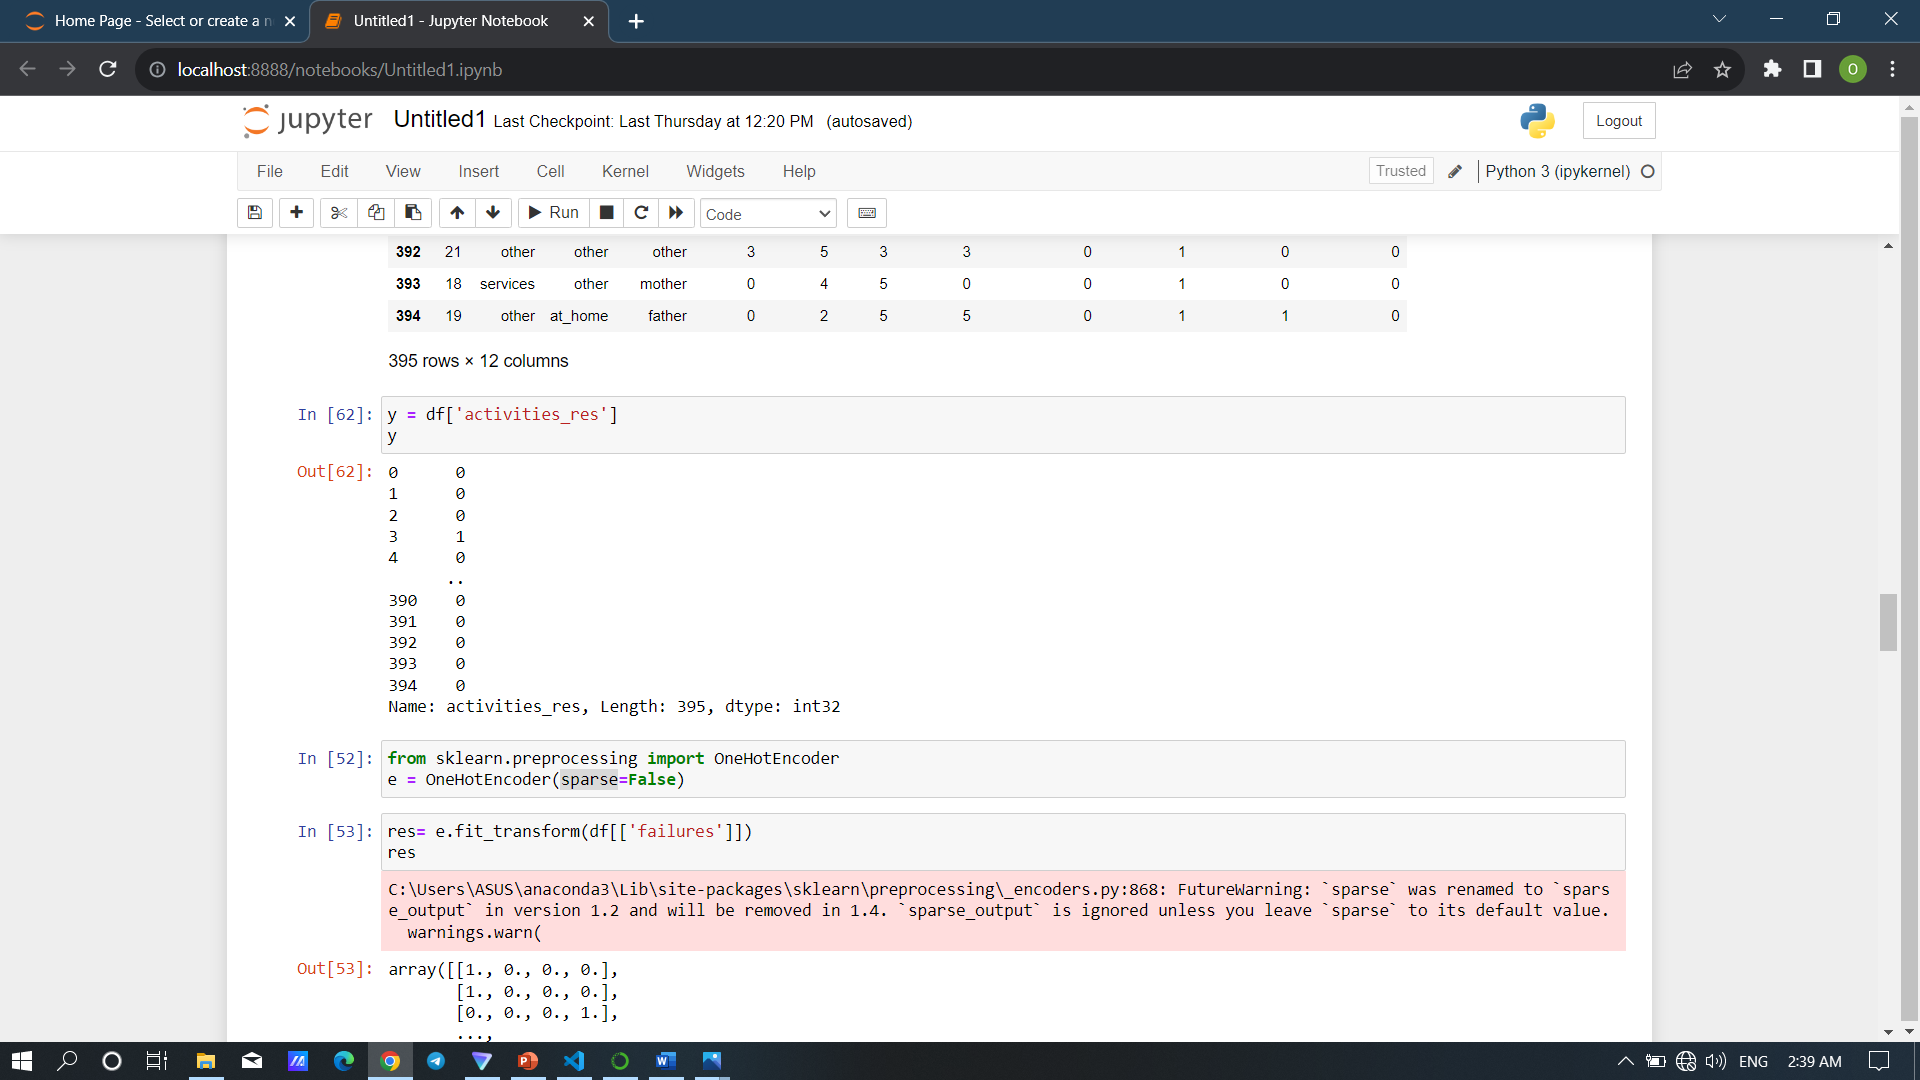 Home Page - Select or create a n
Untitled1 - Jupyter Notebook
localhost:8888/notebooks/Untitled1.ipynb
O
jupyter Untitled1 Last Checkpoint: Last Thursday at 12:20 PM (autosaved)
Logout
File Edit View Insert Cell Kernel Widgets Help
Trusted Python 3 (ipykernel)
Run Code
392 21 other other other 3 5 3 3 0 1 0 0
393 18 services other mother 0 4 5 0 0 1 0 0
394 19 other at_home father 0 2 5 5 0 1 1 0
395 rows × 12 columns
In [62]: y = df['activities_res']
y
Out[62]: 0 0
1 0
2 0
3 1
4 0
..
390 0
391 0
392 0
393 0
394 0
Name: activities_res, Length: 395, dtype: int32
In [52]: from sklearn.preprocessing import OneHotEncoder
e = OneHotEncoder(sparse=False)
In [53]: res= e.fit_transform(df[['failures']])
res
C:\Users\ASUS\anaconda3\Lib\site-packages\sklearn\preprocessing\_encoders.py:868: FutureWarning: `sparse` was renamed to `spars
e_output` in version 1.2 and will be removed in 1.4. `sparse_output` is ignored unless you leave `sparse` to its default value.
warnings.warn(
Out[53]: array([[1., 0., 0., 0.],
[1., 0., 0., 0.],
[0., 0., 0., 1.],
...,
ENG 2:39 AM